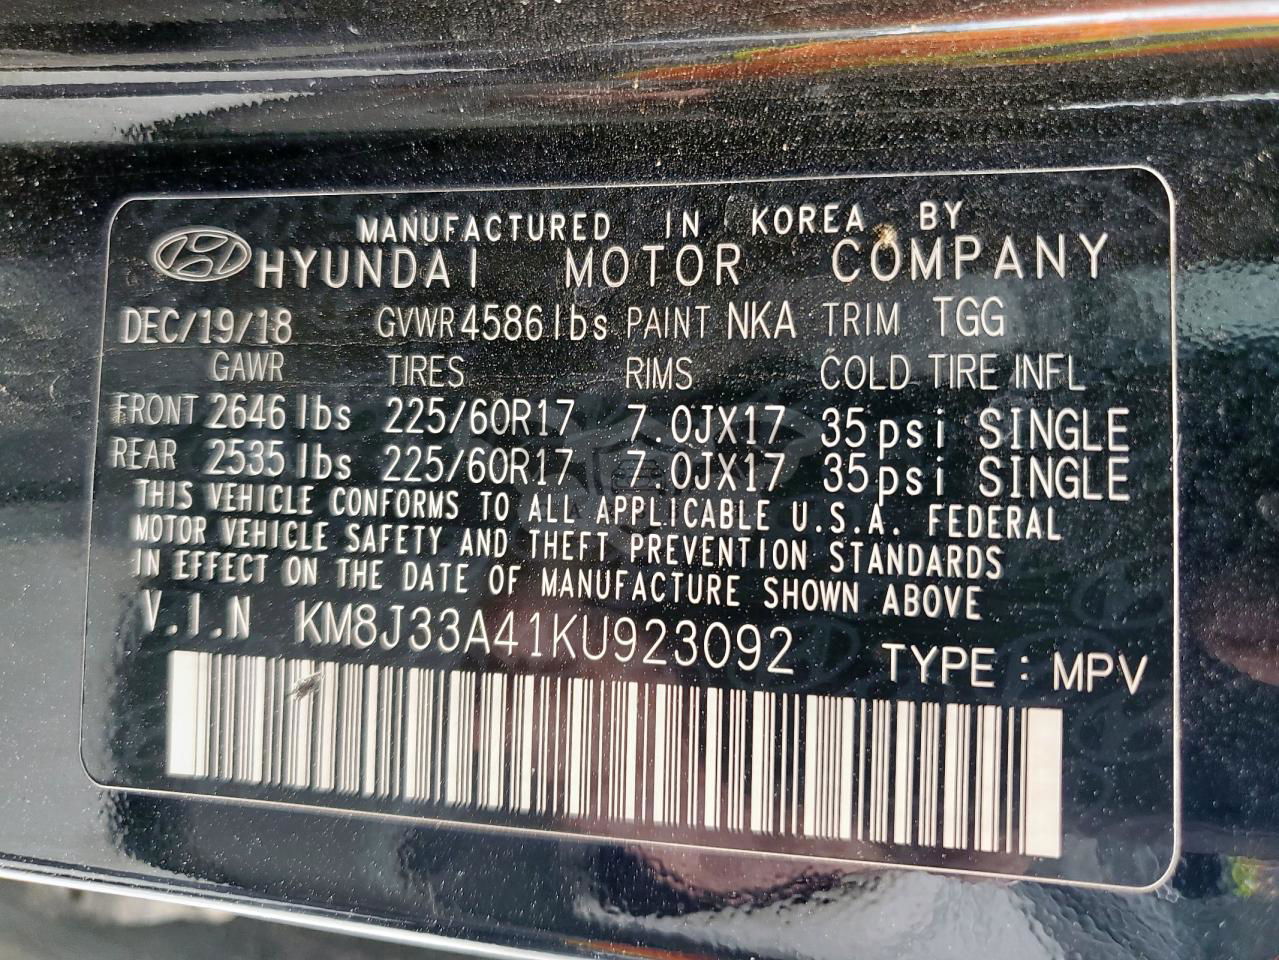 MANUFACTURED IN KOREA BY
HYUNDAI MOTOR COMPANY
DEC/19/18 GVWR 4586 lbs PAINT NKA TRIM TGG
GAWR TIRES RIMS COLD TIRE INFL
FRONT 2646 lbs 225/60R17 7.0JX17 35psi SINGLE
REAR 2535 lbs 225/60R17 7.0JX17 35psi SINGLE
THIS VEHICLE CONFORMS TO ALL APPLICABLE U.S.A. FEDERAL
MOTOR VEHICLE SAFETY AND THEFT PREVENTION STANDARDS
IN EFFECT ON THE DATE OF MANUFACTURE SHOWN ABOVE
V.I.N KM8J33A41KU923092 TYPE : MPV